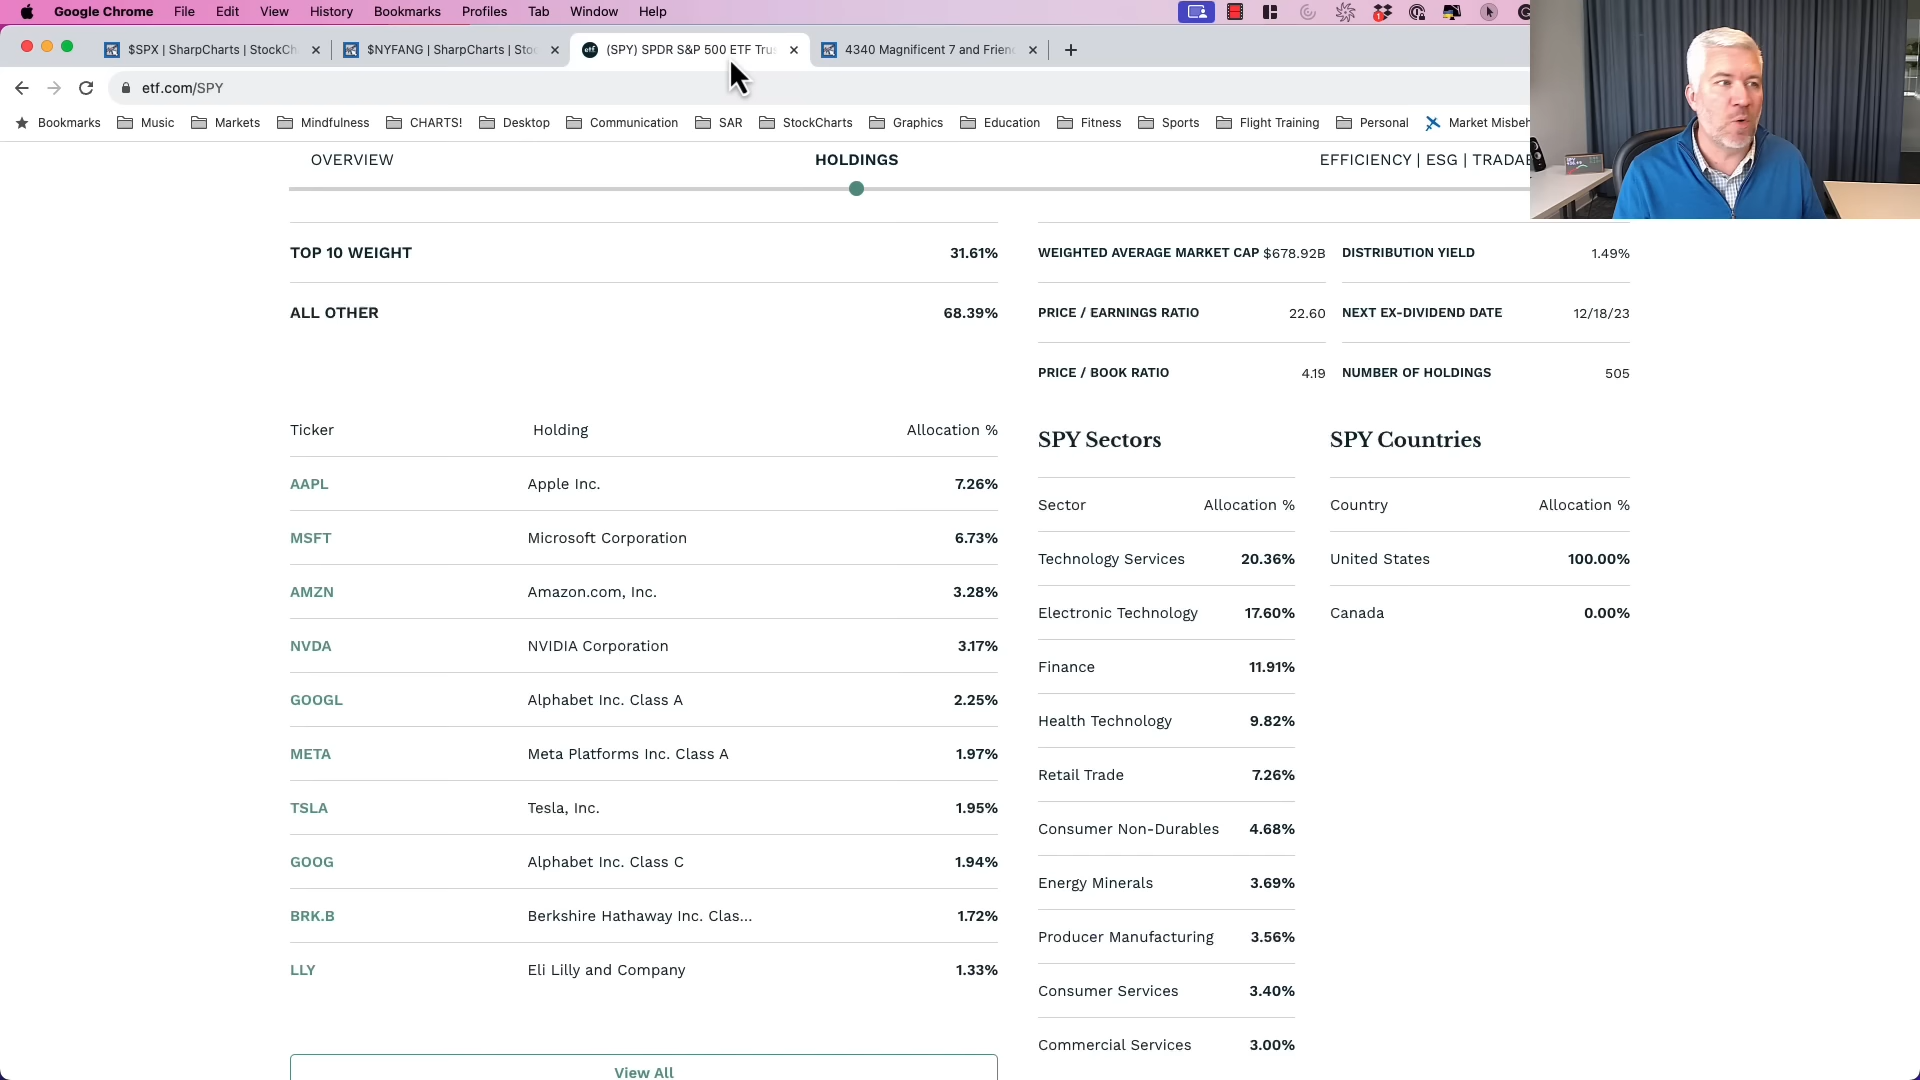 Google Chrome File Edit View History Bookmarks Profiles Tab Window Help
$SPX | SharpCharts | StockCh
$NYFANG | SharpCharts | Sto
(SPY) SPDR S&P 500 ETF Tru
4340 Magnificent 7 and Frien
etf.com/SPY
Bookmarks Music Markets Mindfulness CHARTS! Desktop Communication SAR StockCharts Graphics Education Fitness Sports Flight Training Personal Market Misbeh
OVERVIEW HOLDINGS EFFICIENCY | ESG | TRADAB
TOP 10 WEIGHT 31.61%
ALL OTHER 68.39%
WEIGHTED AVERAGE MARKET CAP $678.92B
DISTRIBUTION YIELD 1.49%
PRICE / EARNINGS RATIO 22.60
NEXT EX-DIVIDEND DATE 12/18/23
PRICE / BOOK RATIO 4.19
NUMBER OF HOLDINGS 505
Ticker Holding Allocation %
AAPL Apple Inc. 7.26%
MSFT Microsoft Corporation 6.73%
AMZN Amazon.com, Inc. 3.28%
NVDA NVIDIA Corporation 3.17%
GOOGL Alphabet Inc. Class A 2.25%
META Meta Platforms Inc. Class A 1.97%
TSLA Tesla, Inc. 1.95%
GOOG Alphabet Inc. Class C 1.94%
BRK.B Berkshire Hathaway Inc. Clas... 1.72%
LLY Eli Lilly and Company 1.33%
View All
SPY Sectors
Sector Allocation %
Technology Services 20.36%
Electronic Technology 17.60%
Finance 11.91%
Health Technology 9.82%
Retail Trade 7.26%
Consumer Non-Durables 4.68%
Energy Minerals 3.69%
Producer Manufacturing 3.56%
Consumer Services 3.40%
Commercial Services 3.00%
SPY Countries
Country Allocation %
United States 100.00%
Canada 0.00%